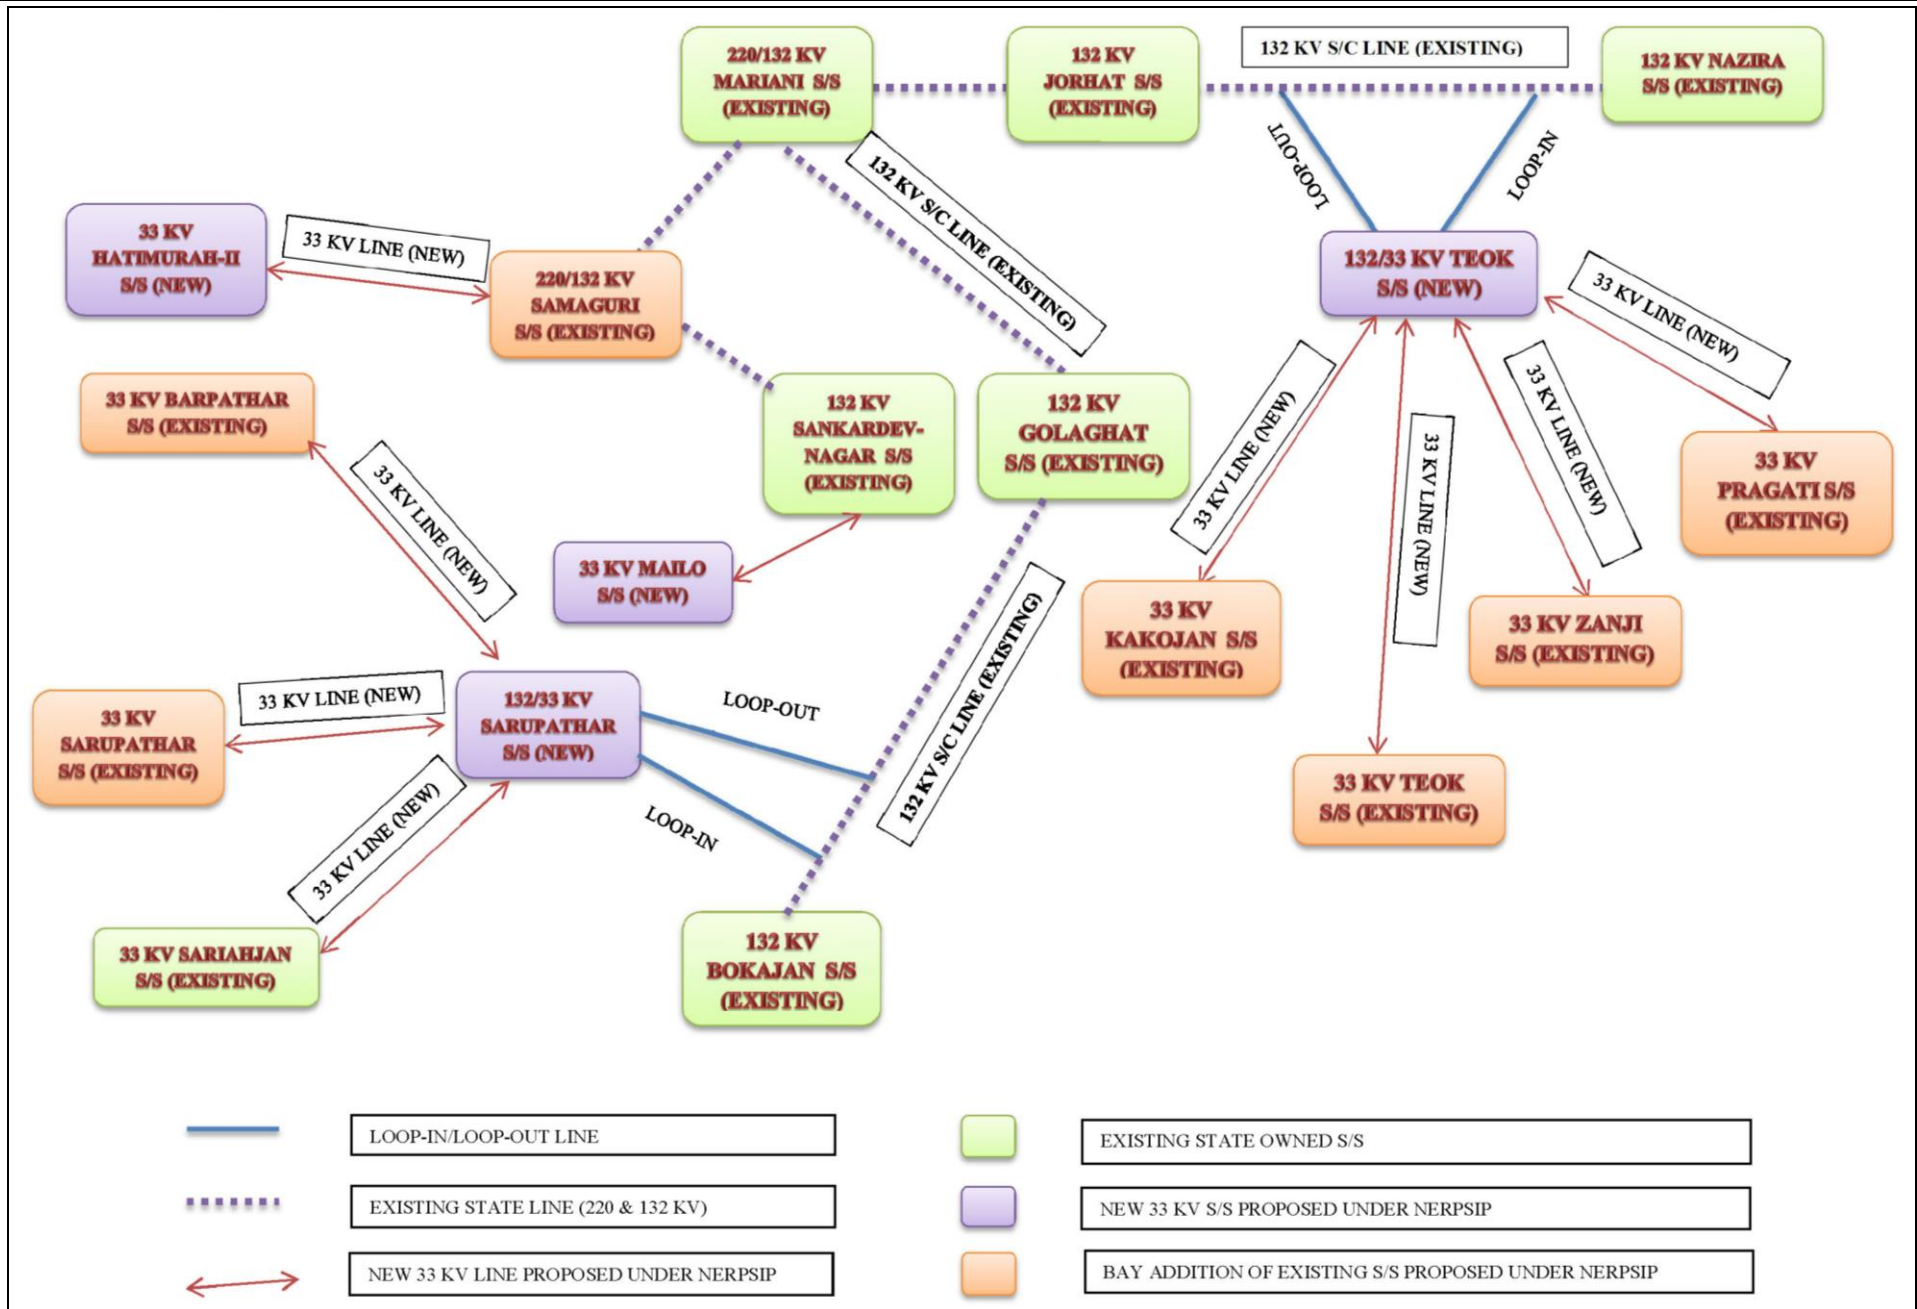 220/132 KV
MARIANI S/S
(EXISTING)
132 KV
JORHAT S/S
(EXISTING)
132 KV S/C LINE (EXISTING)
132 KV NAZIRA
S/S (EXISTING)
LOOP-OUT
LOOP-IN
132 KV S/C LINE (EXISTING)
33 KV
HATIMURAH-II
S/S (NEW)
33 KV LINE (NEW)
220/132 KV
SAMAGURI
S/S (EXISTING)
132/33 KV TEOK
S/S (NEW)
33 KV LINE (NEW)
33 KV BARPATHAR
S/S (EXISTING)
132 KV
SANKARDEV-
NAGAR S/S
(EXISTING)
132 KV
GOLAGHAT
S/S (EXISTING)
33 KV LINE (NEW)
33 KV LINE (NEW)
33 KV LINE (NEW)
33 KV
PRAGATI S/S
(EXISTING)
33 KV LINE (NEW)
33 KV MAILO
S/S (NEW)
132 KV S/C LINE (EXISTING)
33 KV
KAKOJAN S/S
(EXISTING)
33 KV ZANJI
S/S (EXISTING)
33 KV
SARUPATHAR
S/S (EXISTING)
33 KV LINE (NEW)
132/33 KV
SARUPATHAR
S/S (NEW)
LOOP-OUT
LOOP-IN
33 KV TEOK
S/S (EXISTING)
33 KV LINE (NEW)
33 KV SARIAHJAN
S/S (EXISTING)
132 KV
BOKAJAN S/S
(EXISTING)
LOOP-IN/LOOP-OUT LINE
EXISTING STATE OWNED S/S
EXISTING STATE LINE (220 & 132 KV)
NEW 33 KV S/S PROPOSED UNDER NERPSIP
NEW 33 KV LINE PROPOSED UNDER NERPSIP
BAY ADDITION OF EXISTING S/S PROPOSED UNDER NERPSIP